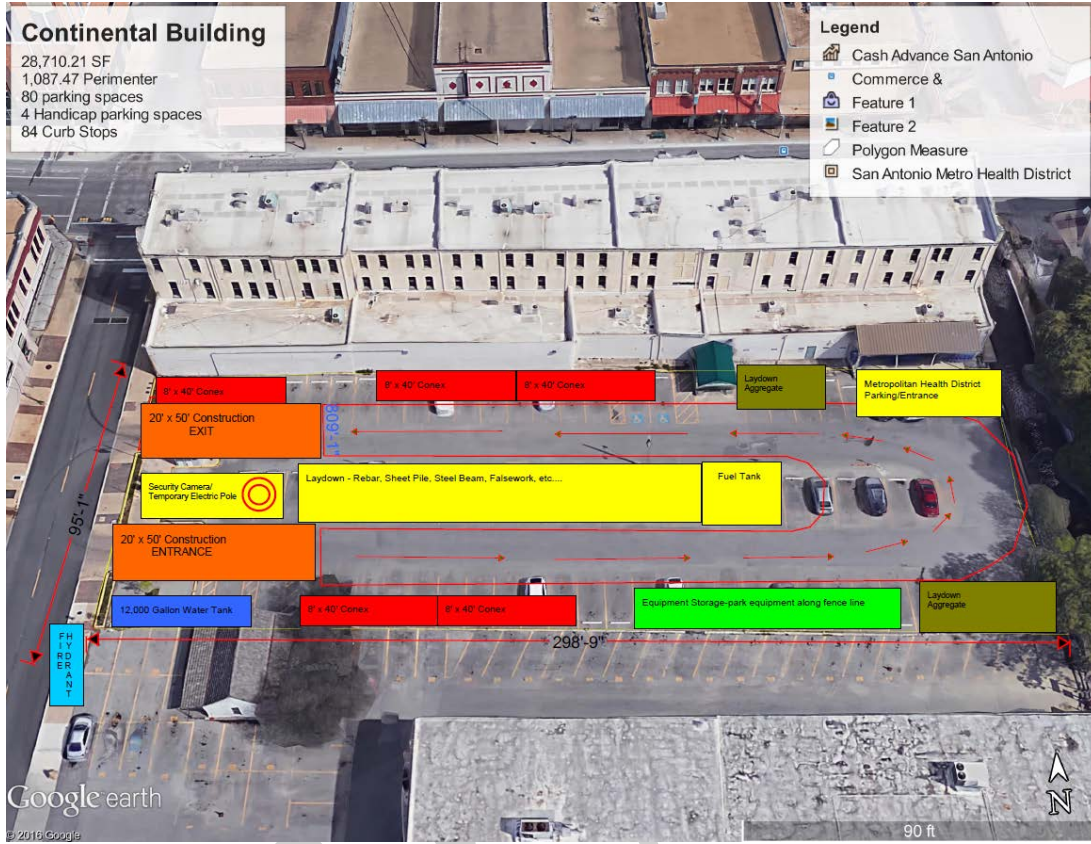 Continental Building
28,710.21 SF
1,087.47 Perimenter
80 parking spaces
4 Handicap parking spaces
84 Curb Stops
Legend
Cash Advance San Antonio
Commerce &
Feature 1
Feature 2
Polygon Measure
San Antonio Metro Health District
8' x 40' Conex
8' x 40' Conex
8' x 40' Conex
Laydown
Aggregate
Metropolitan Health District
Parking/Entrance
20' x 50' Construction
EXIT
609'-1"
Security Camera/
Temporary Electric Pole
Laydown - Rebar, Sheet Pile, Steel Beam, Falsework, etc....
Fuel Tank
95'-1"
20' x 50' Construction
ENTRANCE
12,000 Gallon Water Tank
8' x 40' Conex
8' x 40' Conex
Equipment Storage-park equipment along fence line
Laydown
Aggregate
FIRE
HYDRANT
298'-9"
Google earth
© 2016 Google
N
90 ft